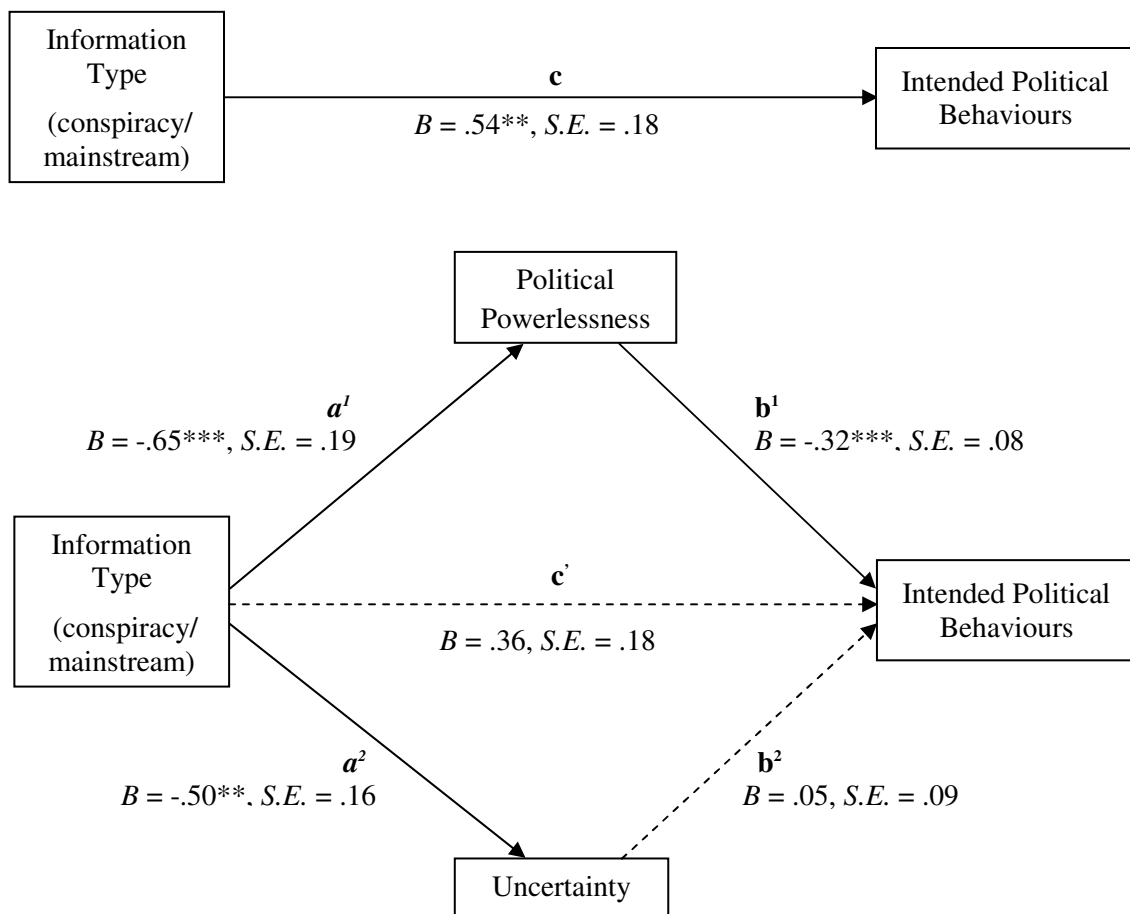 Information
Type
(conspiracy/
mainstream)
c
B = .54**, S.E. = .18
Intended Political
Behaviours
Political
Powerlessness
a¹
B = -.65***, S.E. = .19
b¹
B = -.32***, S.E. = .08
Information
Type
(conspiracy/
mainstream)
c’
B = .36, S.E. = .18
Intended Political
Behaviours
a²
B = -.50**, S.E. = .16
b²
B = .05, S.E. = .09
Uncertainty